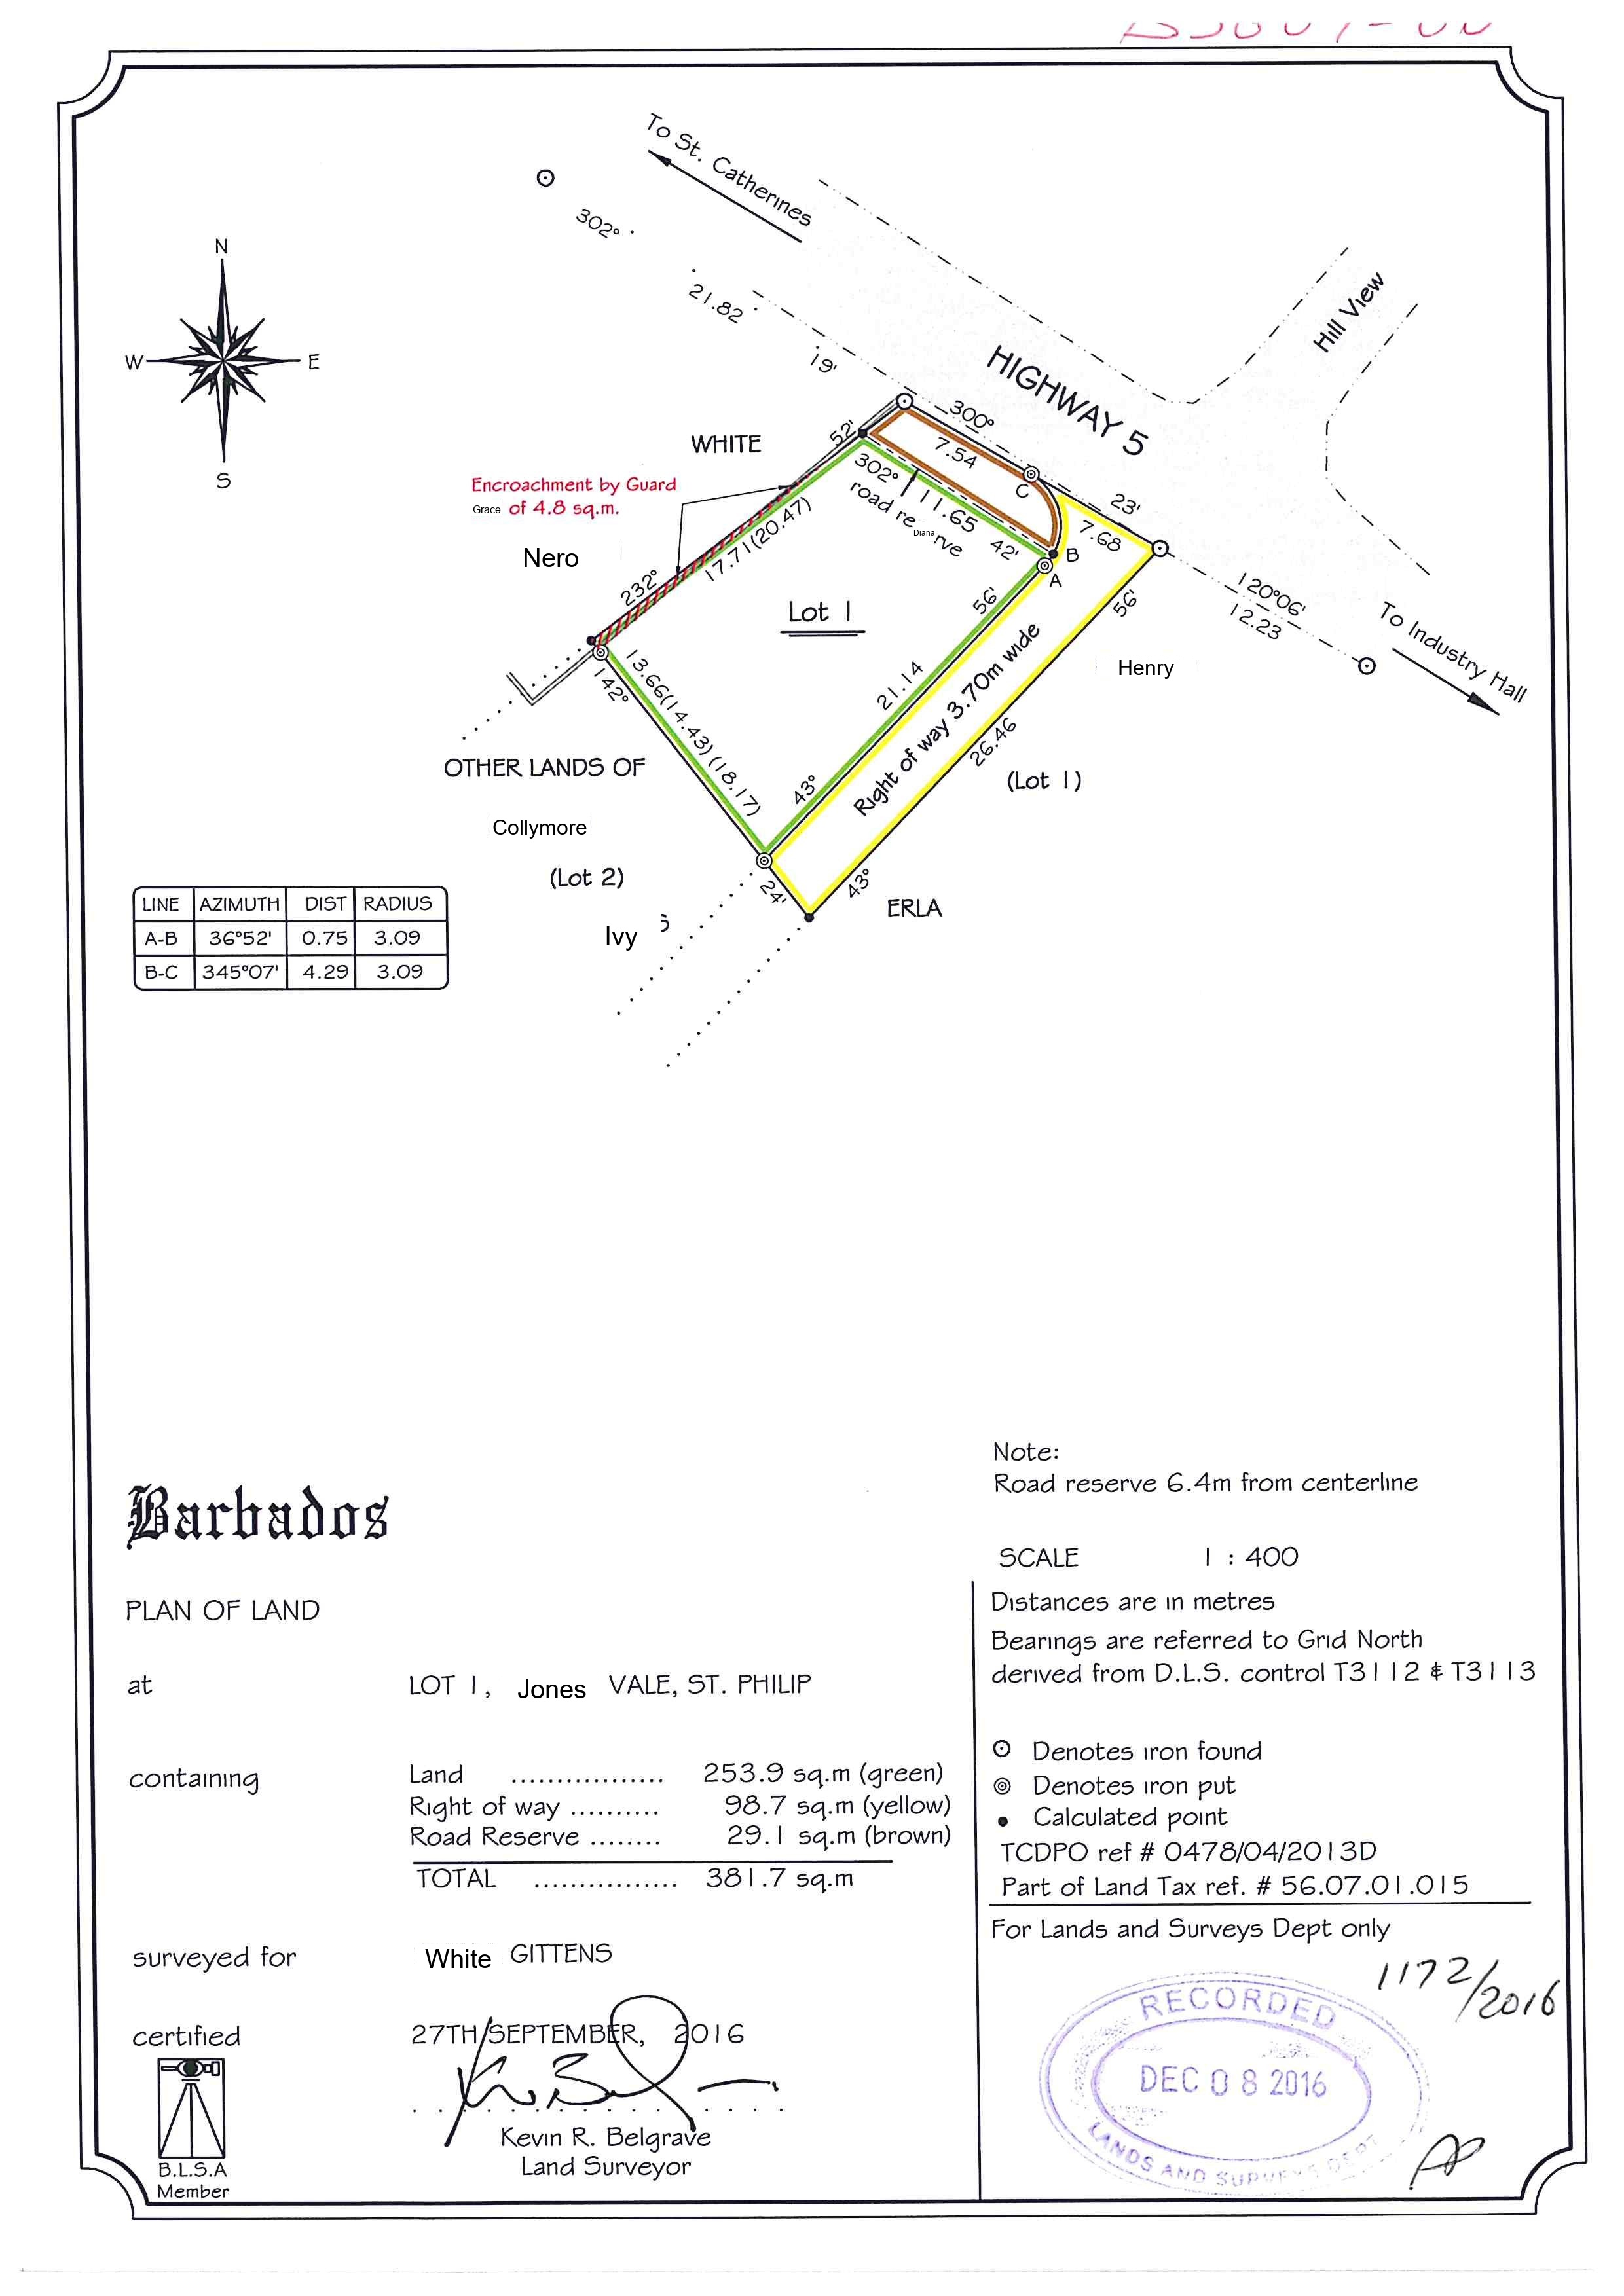 To St. Catherines
302°
21.82
19'
N
W
E
S
HIGHWAY 5
Hill View
WHITE
52'
300°
7.54
C
302°
11.65
42'
road re
Diana
rve
23'
7.68
B
A
120°06'
12.23
To Industry Hall
Encroachment by Guard
Grace of 4.8 sq.m.
Nero
232°
17.71(20.47)
Lot 1
56'
56'
Henry
142°
13.66(14.43)(18.17)
21.14
Right of way 3.70m wide
26.46
(Lot 1)
OTHER LANDS OF
Collymore
43°
(Lot 2)
24'
43°
ERLA
Ivy
LINE AZIMUTH DIST RADIUS
A-B 36°52' 0.75 3.09
B-C 345°07' 4.29 3.09
Note:
Road reserve 6.4m from centerline
Barbados
SCALE 1 : 400
PLAN OF LAND
Distances are in metres
Bearings are referred to Grid North
derived from D.L.S. control T3112 & T3113
at LOT 1, Jones VALE, ST. PHILIP
Denotes iron found
Denotes iron put
Calculated point
containing
Land ................. 253.9 sq.m (green)
Right of way .......... 98.7 sq.m (yellow)
Road Reserve ........ 29.1 sq.m (brown)
TOTAL ................ 381.7 sq.m
TCDPO ref # 0478/04/2013D
Part of Land Tax ref. # 56.07.01.015
For Lands and Surveys Dept only
surveyed for White GITTENS
1172/2016
certified 27TH SEPTEMBER, 2016
RECORDED
DEC 08 2016
LANDS AND SURVEYS DEPT
Kevin R. Belgrave
Land Surveyor
B.L.S.A
Member